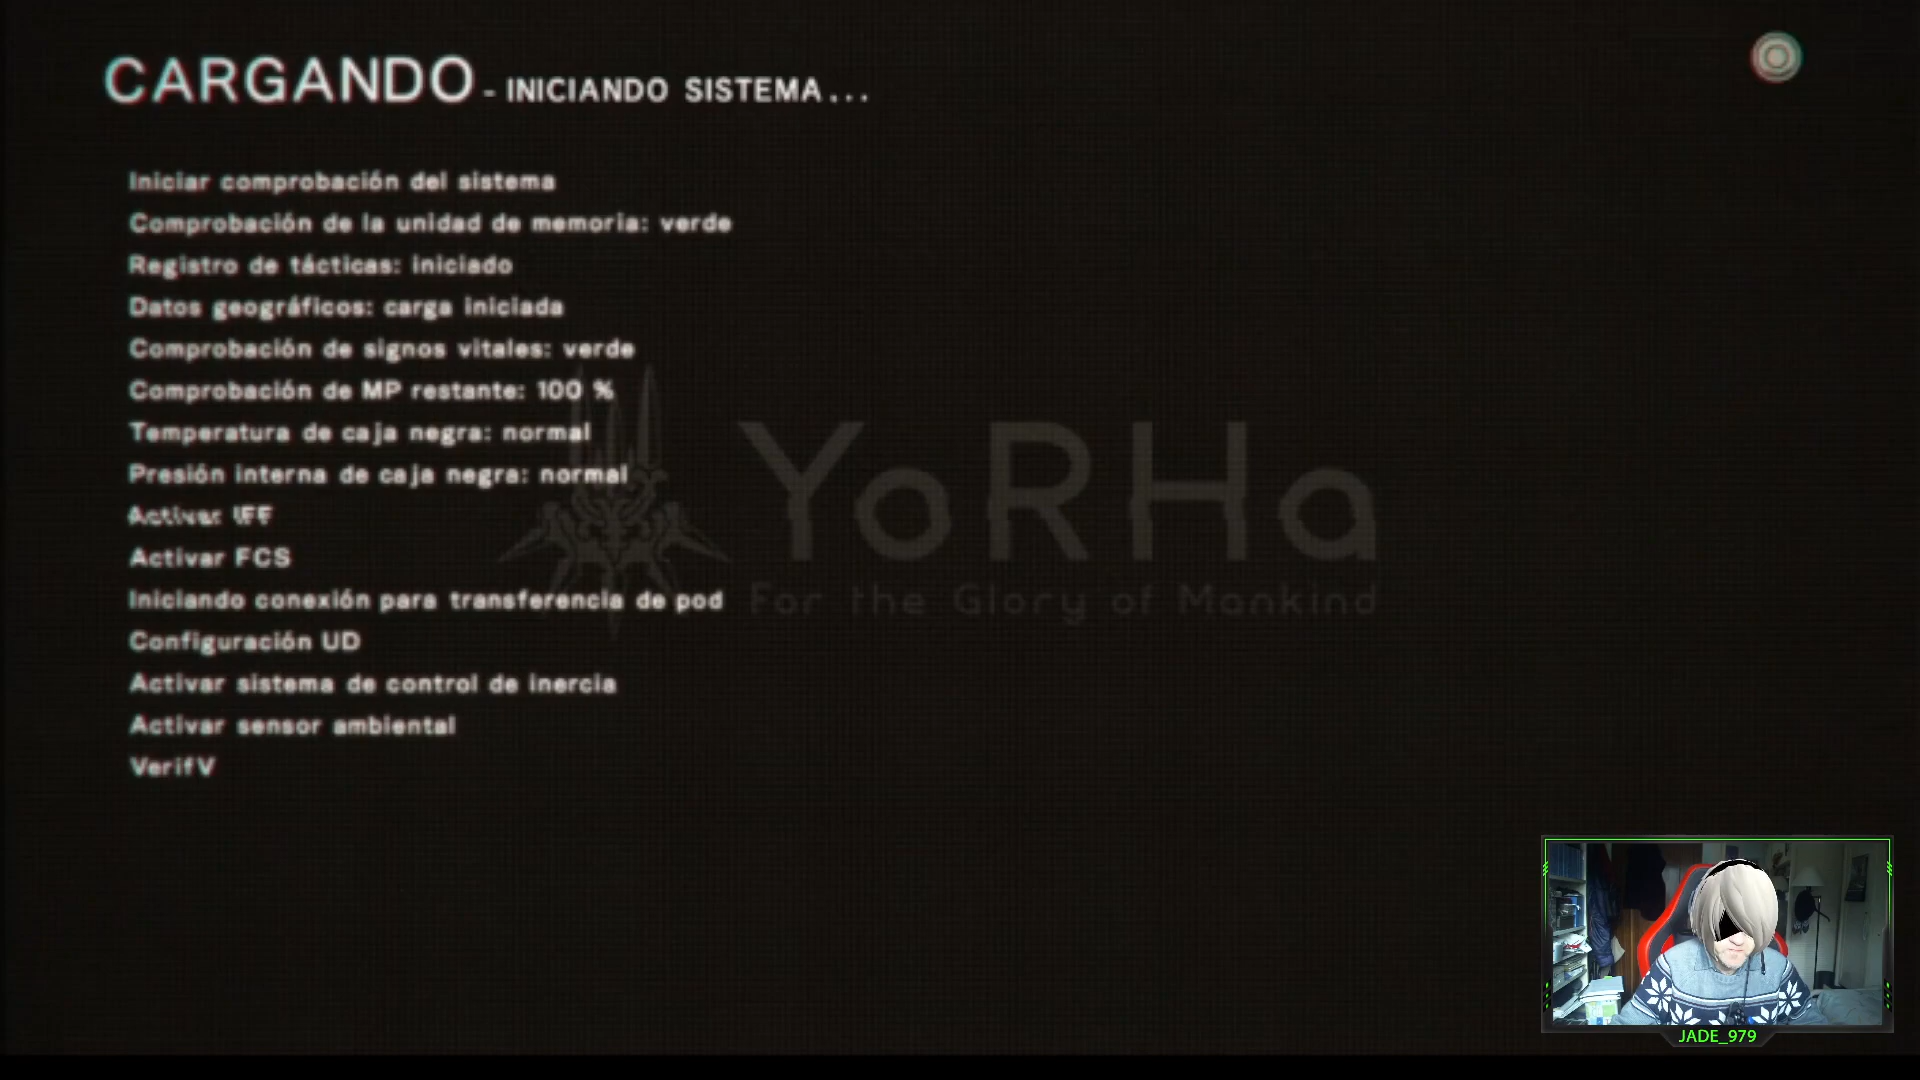 CARGANDO - INICIANDO SISTEMA...
Iniciar comprobación del sistema
Comprobación de la unidad de memoria: verde
Registro de tácticas: iniciado
Datos geográficos: carga iniciada
Comprobación de signos vitales: verde
Comprobación de MP restante: 100 %
Temperatura de caja negra: normal
Presión interna de caja negra: normal
Activar IFF
Activar FCS
Iniciando conexión para transferencia de pod
Configuración UD
Activar sistema de control de inercia
Activar sensor ambiental
VerifV
YoRHa
For the Glory of Mankind
JADE_979